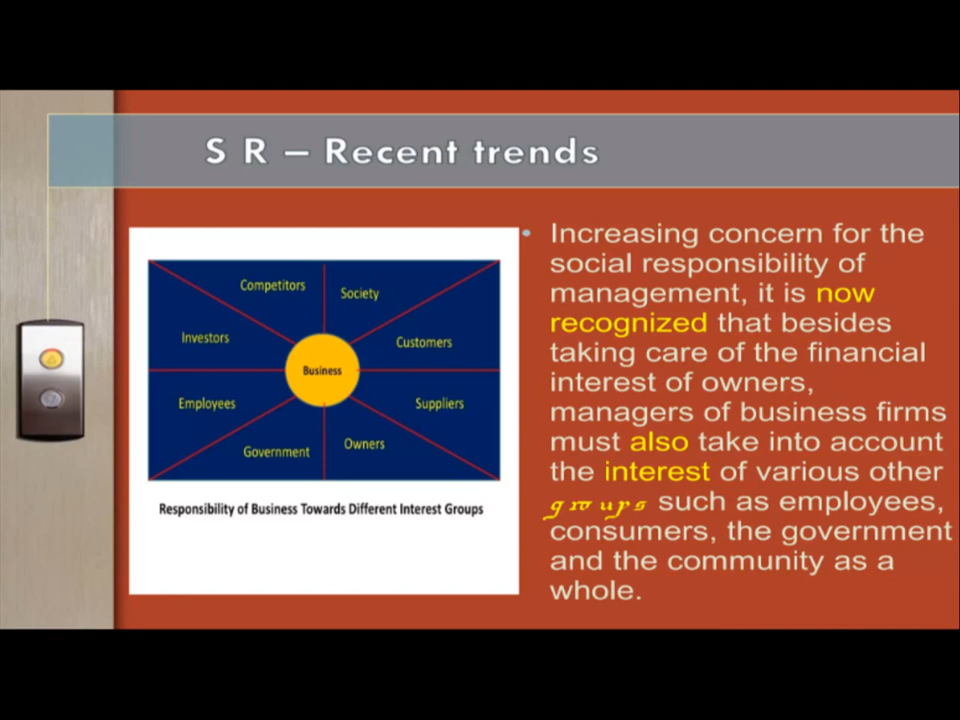 S R – Recent trends
Competitors
Society
Investors
Customers
Business
Employees
Suppliers
Government
Owners
Responsibility of Business Towards Different Interest Groups
• Increasing concern for the
social responsibility of
management, it is now
recognized that besides
taking care of the financial
interest of owners,
managers of business firms
must also take into account
the interest of various other
groups such as employees,
consumers, the government
and the community as a
whole.